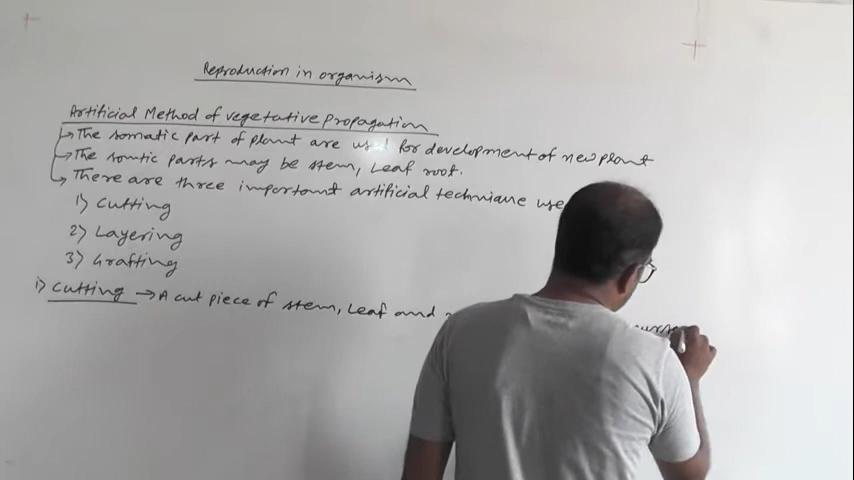 Reproduction in organism
Artificial Method of vegetative Propagation
→ The somatic part of plant are used for development of new plant
→ The somtic parts may be stem, Leaf root.
→ There are three important artificial technique use
1) Cutting
2) Layering
3) Grafting
1) Cutting → A cut piece of stem, Leaf and